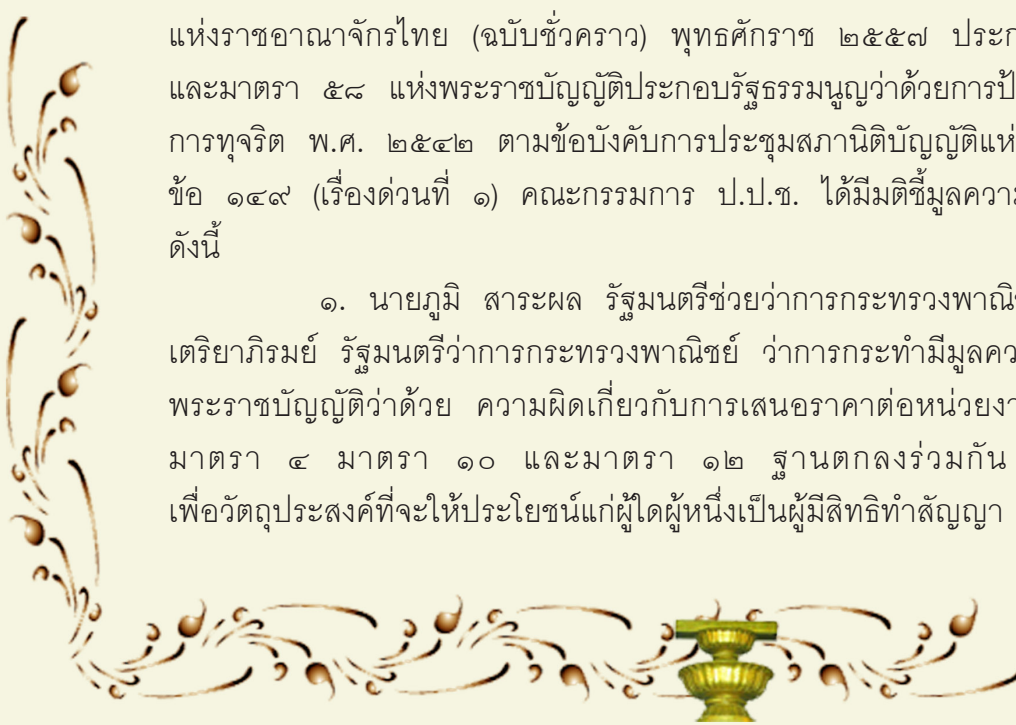 แห่งราชอาณาจักรไทย (ฉบับชั่วคราว) พุทธศักราช ๒๕๕๗
และมาตรา ๕๘ แห่งพระราชบัญญัติประกอบรัฐธรรมนูญว่าด้วยการป้
การทุจริต พ.ศ. ๒๕๔๒ ตามข้อบังคับการประชุมสภานิติบัญญัติแห่
ข้อ ๑๔๙ (เรื่องด่วนที่ ๑) คณะกรรมการ ป.ป.ช. ได้มีมติชี้มูลความ
ดังนี้
๑. นายภูมิ สาระผล รัฐมนตรีช่วยว่าการกระทรวงพาณิช
เตริยาภิรมย์ รัฐมนตรีว่าการกระทรวงพาณิชย์ ว่าการกระทำมีมูลคว
พระราชบัญญัติว่าด้วย ความผิดเกี่ยวกับการเสนอราคาต่อหน่วยงา
มาตรา ๔ มาตรา ๑๐ และมาตรา ๑๒ ฐานตกลงร่วมกัน
เพื่อวัตถุประสงค์ที่จะให้ประโยชน์แก่ผู้ใดผู้หนึ่งเป็นผู้มีสิทธิทำสัญญา